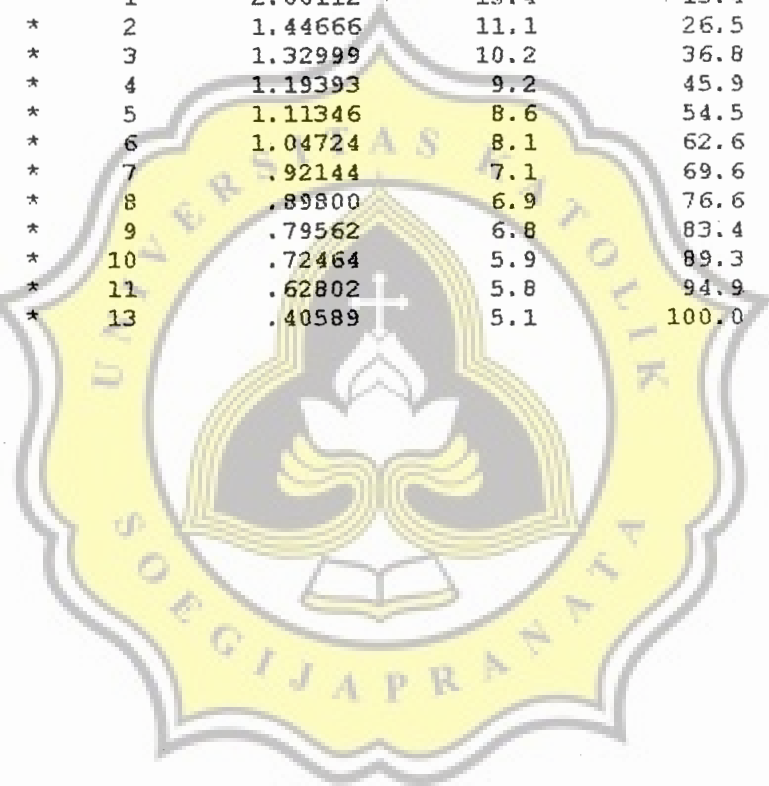 * 2 1.44666 11.1 26.5
* 3 1.32999 10.2 36.8
* 4 1.19393 9.2 45.9
* 5 1.11346 8.6 54.5
* 6 1.04724 8.1 62.6
* 7 .92144 7.1 69.6
* 8 .89800 6.9 76.6
* 9 .79562 6.8 83.4
* 10 .72464 5.9 89.3
* 11 .62802 5.8 94.9
* 13 .40589 5.1 100.0
UNIVERSITAS KATOLIK
SOEGIJAPRANATA